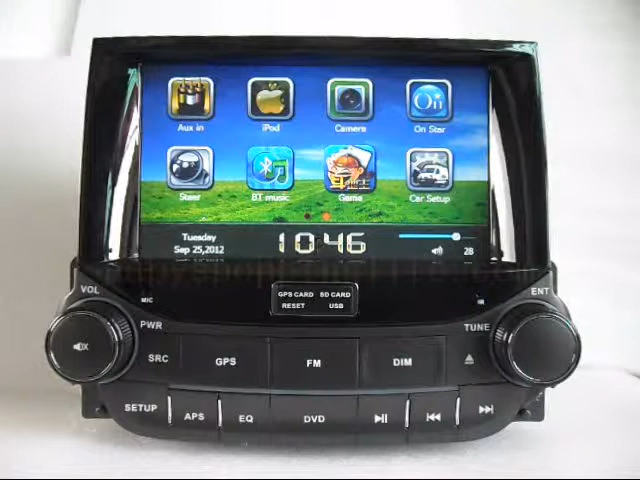 Aux in iPod Camera On Star
Steer BT music Game Car Setup
Tuesday
Sep 25,2012
10:46
28
VOL MIC
GPS CARD SD CARD
RESET USB
ENT
PWR TUNE
SRC GPS FM DIM
SETUP APS EQ DVD